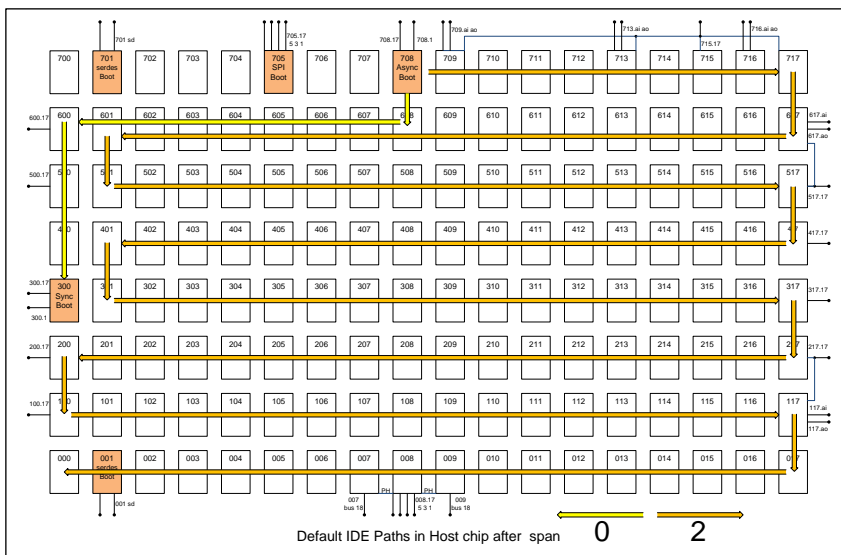 701 sd
705.17
5 3 1
708.17
708.1
709.ai ao
713.ai ao
715.17
716.ai ao
700
701
serdes
Boot
702
703
704
705
SPI
Boot
706
707
708
Async
Boot
709
710
711
712
713
714
715
716
717
600.17
600 601 602 603 604 605 606 607 609 610 611 612 613 614 615 616
617.ai
617.ao
500.17
502 503 504 505 506 507 508 509 510 511 512 513 514 515 516 517
517.17
401 402 403 404 405 406 407 408 409 410 411 412 413 414 415 416
417.17
300.17
300.1
300
Sync
Boot
302 303 304 305 306 307 308 309 310 311 312 313 314 315 316 317
317.17
200.17
200 201 202 203 204 205 206 207 208 209 210 211 212 213 214 215 216
217.17
100.17
101 102 103 104 105 106 107 108 109 110 111 112 113 114 115 116 117
117.ai
117.ao
000
001
serdes
Boot
002 003 004 005 006 007 008 009 010 011 012 013 014 015 016
001 sd
007
bus 18
PH
PH
008.17
5 3 1
009
bus 18
Default IDE Paths in Host chip after span
0
2